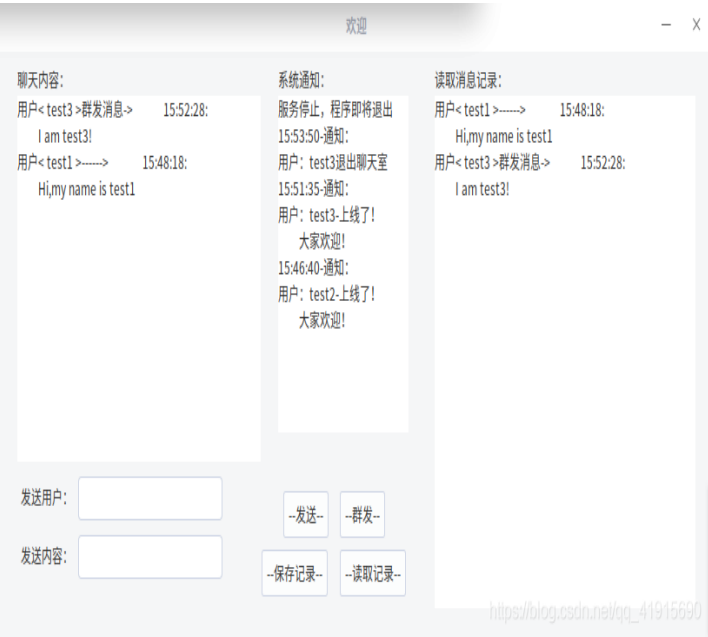 欢迎
聊天内容：
用户< test3 >群发消息-> 15:52:28:
I am test3!
用户< test1 >------> 15:48:18:
Hi,my name is test1
系统通知：
服务停止，程序即将退出
15:53:50-通知：
用户：test3退出聊天室
15:51:35-通知：
用户：test3-上线了！
大家欢迎！
15:46:40-通知：
用户：test2-上线了！
大家欢迎！
读取消息记录：
用户< test1 >------> 15:48:18:
Hi,my name is test1
用户< test3 >群发消息-> 15:52:28:
I am test3!
发送用户：
发送内容：
--发送--
--群发--
--保存记录--
--读取记录--
https://blog.csdn.net/qq_41915690